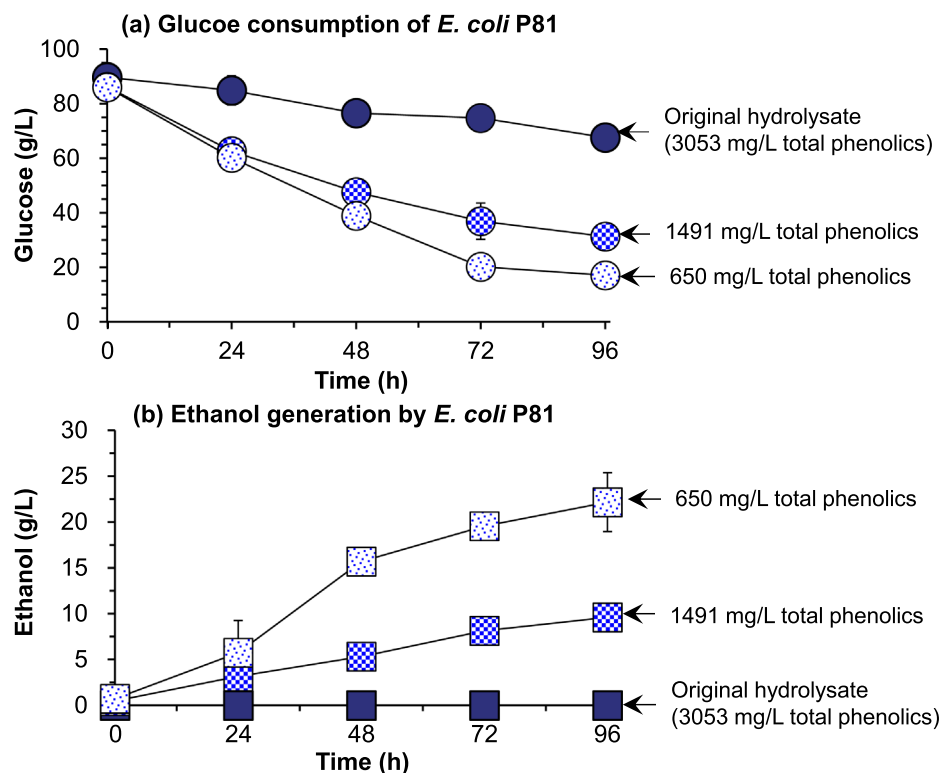 (a) Glucoe consumption of E. coli P81
100
80
60
40
20
0
Glucose (g/L)
0 24 48 72 96
Time (h)
Original hydrolysate
(3053 mg/L total phenolics)
1491 mg/L total phenolics
650 mg/L total phenolics
(b) Ethanol generation by E. coli P81
30
25
20
15
10
5
0
Ethanol (g/L)
0 24 48 72 96
Time (h)
650 mg/L total phenolics
1491 mg/L total phenolics
Original hydrolysate
(3053 mg/L total phenolics)